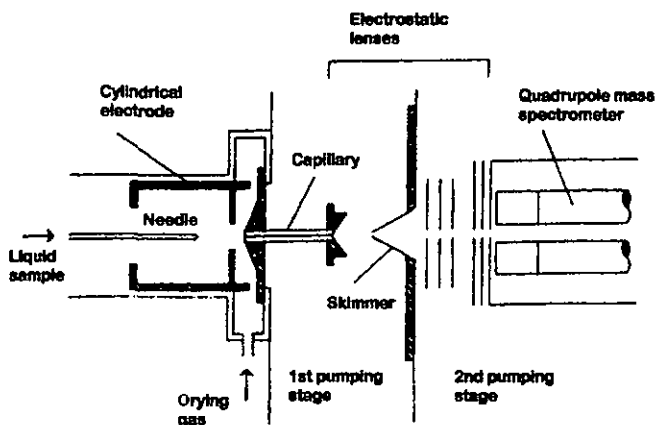 Electrostatic
lenses
Cylindrical
electrode
Quadrupole mass
spectrometer
Capillary
Needle
Liquid
sample
Skimmer
Orying
gas
1st pumping
stage
2nd pumping
stage